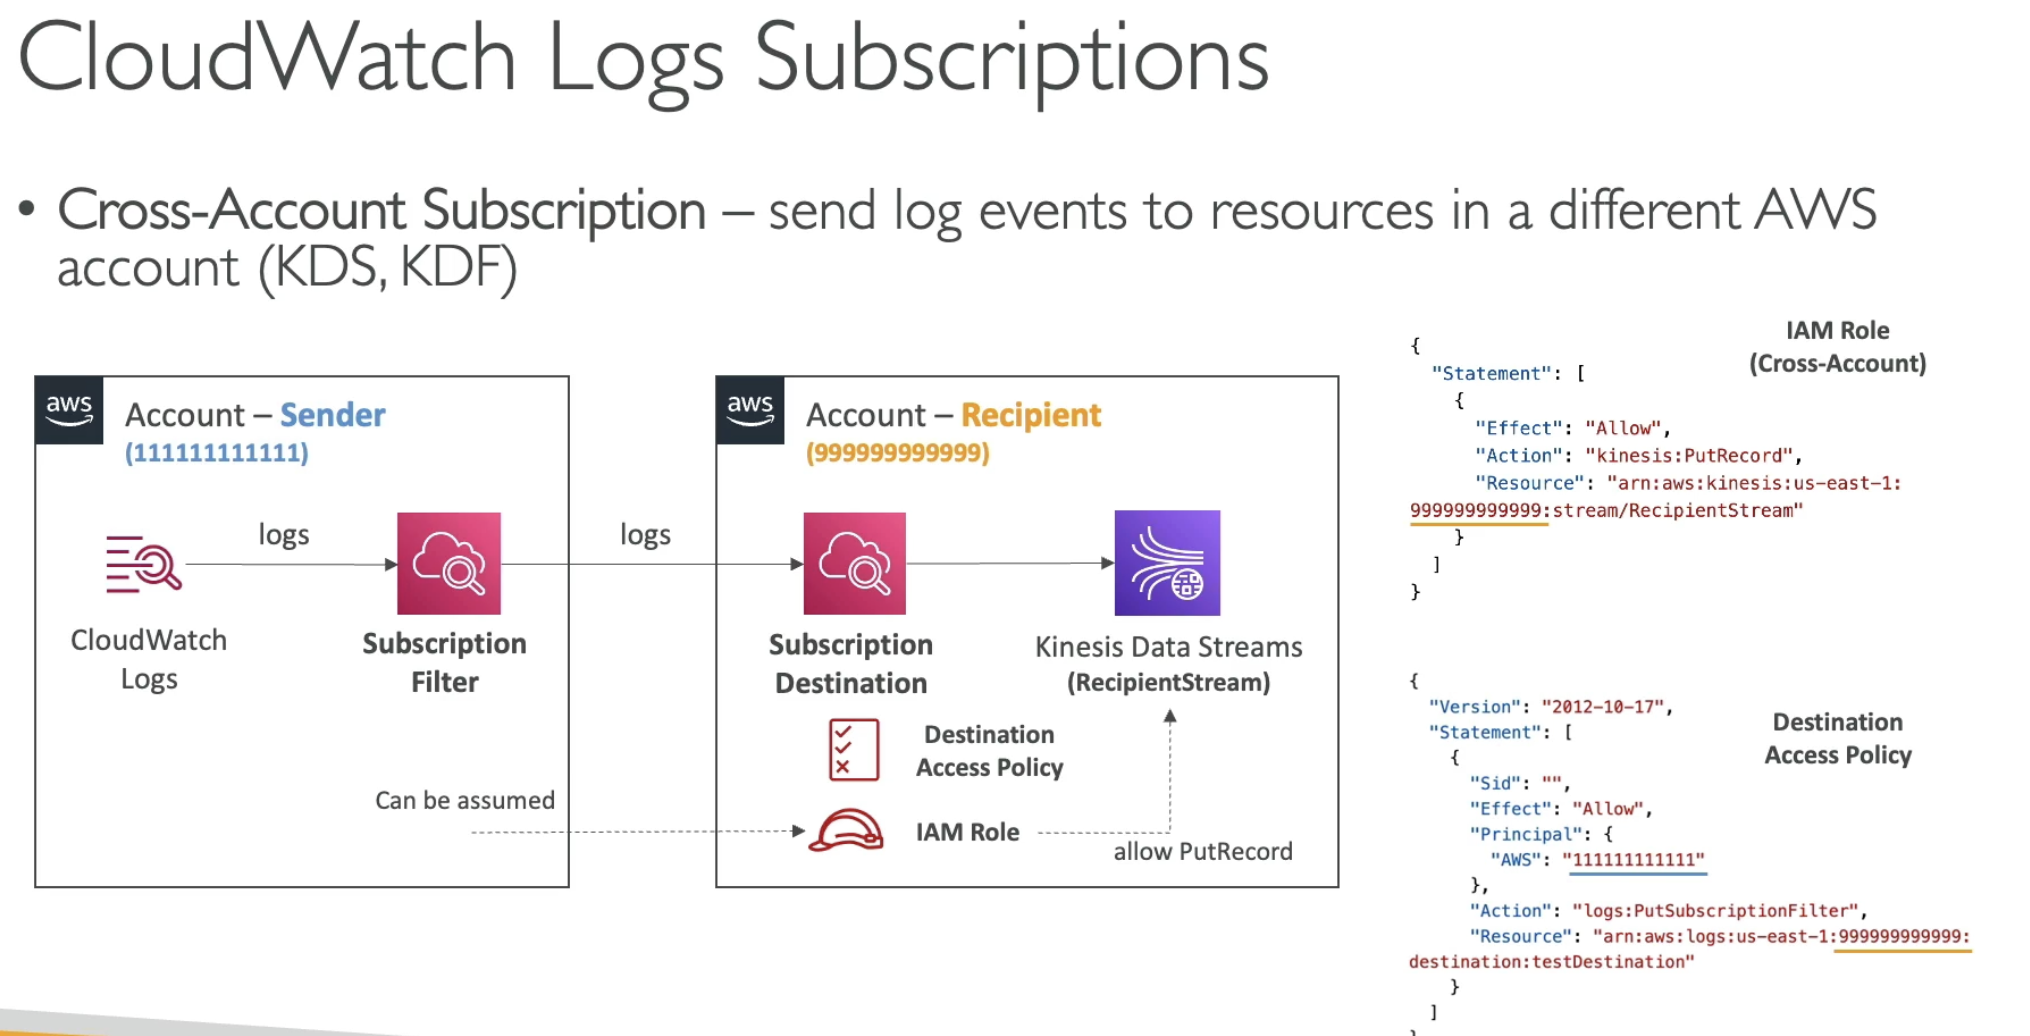 CloudWatch Logs Subscriptions
• Cross-Account Subscription – send log events to resources in a different AWS
account (KDS, KDF)
aws
Account – Sender
(111111111111)
logs
CloudWatch
Logs
Subscription
Filter
Can be assumed
logs
aws
Account – Recipient
(999999999999)
Subscription
Destination
Kinesis Data Streams
(RecipientStream)
Destination
Access Policy
IAM Role
allow PutRecord
IAM Role
(Cross-Account)
{
"Statement": [
{
"Effect": "Allow",
"Action": "kinesis:PutRecord",
"Resource": "arn:aws:kinesis:us-east-1:
999999999999:stream/RecipientStream"
}
]
}
Destination
Access Policy
{
"Version": "2012-10-17",
"Statement": [
{
"Sid": "",
"Effect": "Allow",
"Principal": {
"AWS": "111111111111"
},
"Action": "logs:PutSubscriptionFilter",
"Resource": "arn:aws:logs:us-east-1:999999999999:
destination:testDestination"
}
]